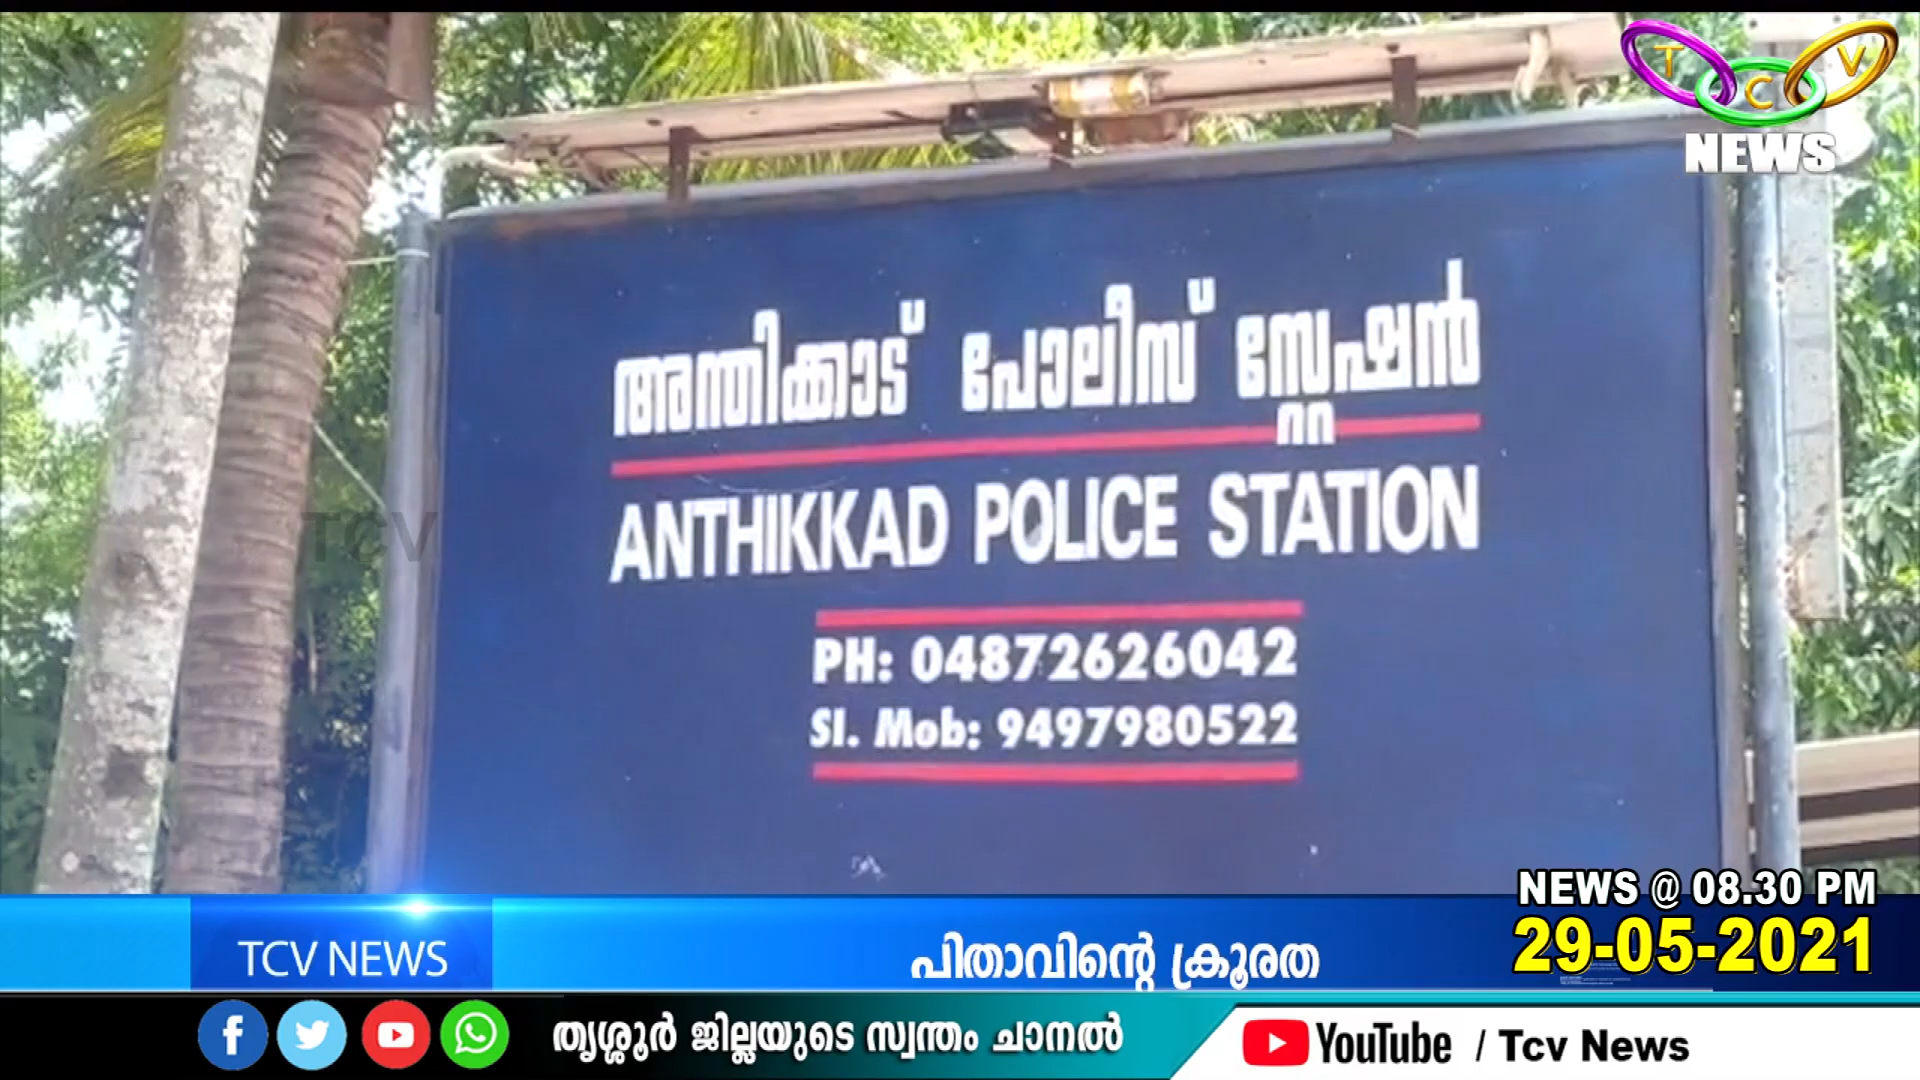 T C V
NEWS
അന്തിക്കാട് പോലീസ് സ്റ്റേഷൻ
ANTHIKKAD POLICE STATION
TCV
PH: 04872626042
SI. Mob: 9497980522
NEWS @ 08.30 PM
29-05-2021
TCV NEWS
പിതാവിന്റെ ക്രൂരത
തൃശ്ശൂർ ജില്ലയുടെ സ്വന്തം ചാനൽ
YouTube / Tcv News